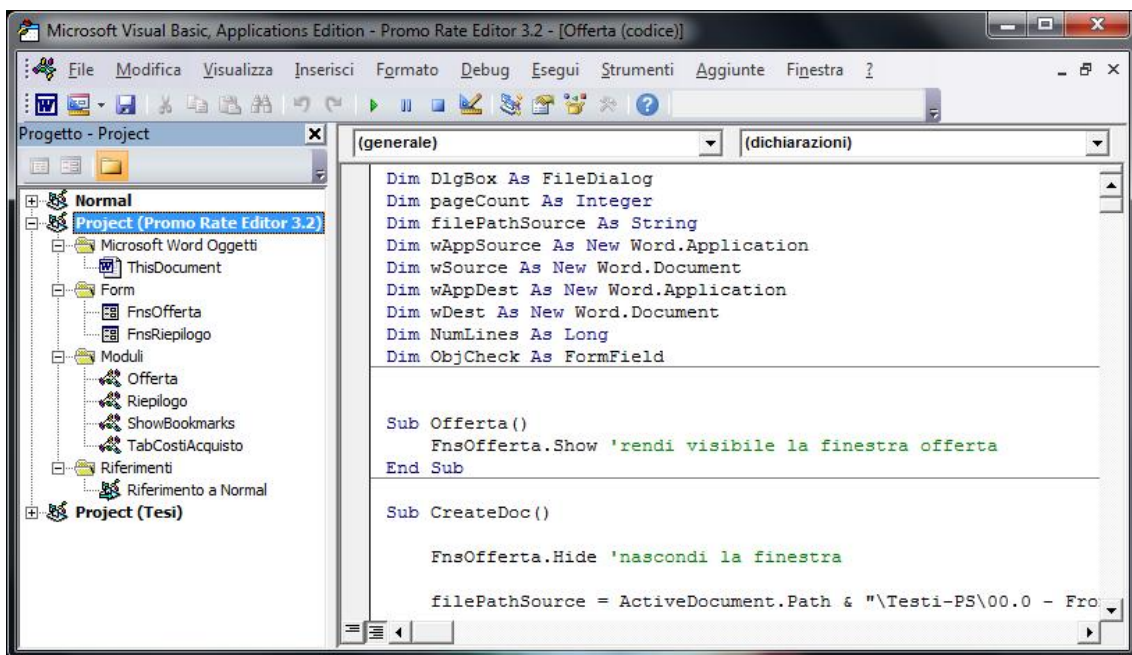 Microsoft Visual Basic, Applications Edition - Promo Rate Editor 3.2 - [Offerta (codice)]
File Modifica Visualizza Inserisci Formato Debug Esegui Strumenti Aggiunte Finestra ?
Progetto - Project
Normal
Project (Promo Rate Editor 3.2)
Microsoft Word Oggetti
ThisDocument
Form
FnsOfferta
FnsRiepilogo
Moduli
Offerta
Riepilogo
ShowBookmarks
TabCostiAcquisto
Riferimenti
Riferimento a Normal
Project (Tesi)
(generale) (dichiarazioni)
Dim DlgBox As FileDialog
Dim pageCount As Integer
Dim filePathSource As String
Dim wAppSource As New Word.Application
Dim wSource As New Word.Document
Dim wAppDest As New Word.Application
Dim wDest As New Word.Document
Dim NumLines As Long
Dim ObjCheck As FormField
Sub Offerta()
FnsOfferta.Show 'rendi visibile la finestra offerta
End Sub
Sub CreateDoc()
FnsOfferta.Hide 'nascondi la finestra
filePathSource = ActiveDocument.Path & "\Testi-PS\00.0 - Fro